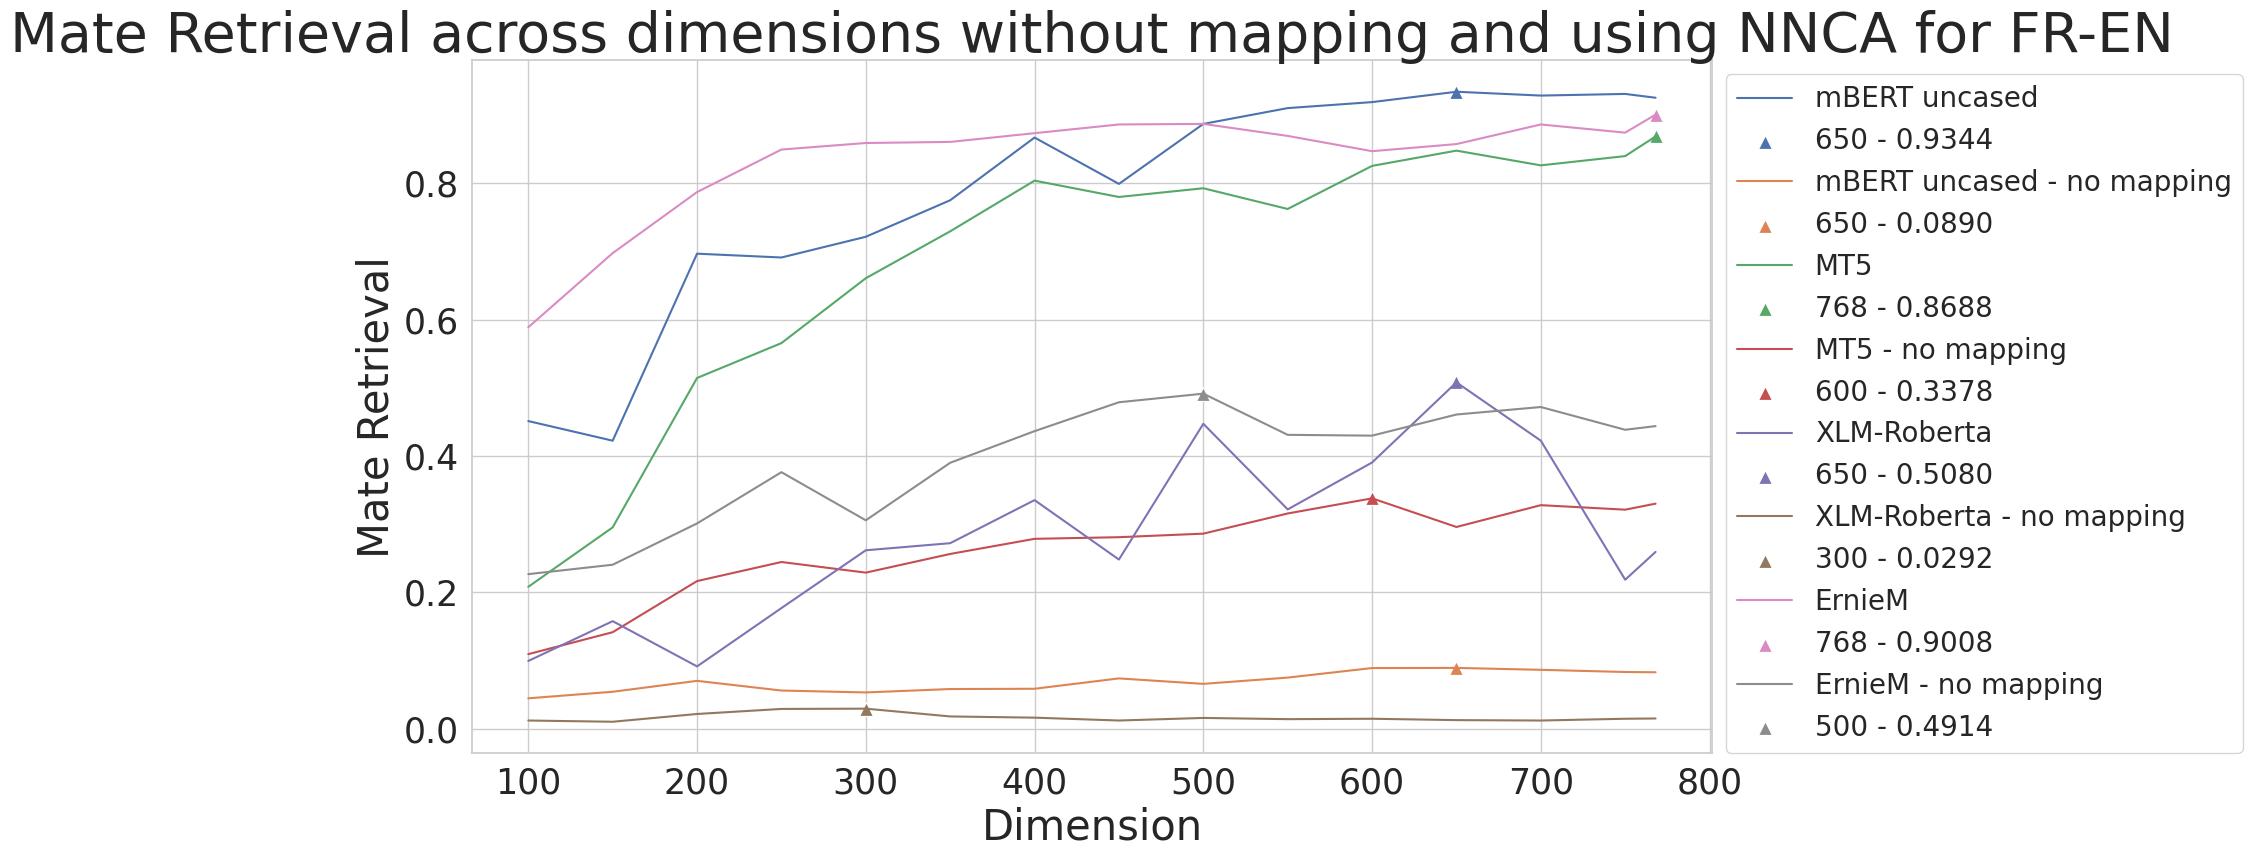 Mate Retrieval across dimensions without mapping and using NNCA for FR-EN
Mate Retrieval
0.8
0.6
0.4
0.2
0.0
100 200 300 400 500 600 700 800
Dimension
mBERT uncased
650 - 0.9344
mBERT uncased - no mapping
650 - 0.0890
MT5
768 - 0.8688
MT5 - no mapping
600 - 0.3378
XLM-Roberta
650 - 0.5080
XLM-Roberta - no mapping
300 - 0.0292
ErnieM
768 - 0.9008
ErnieM - no mapping
500 - 0.4914